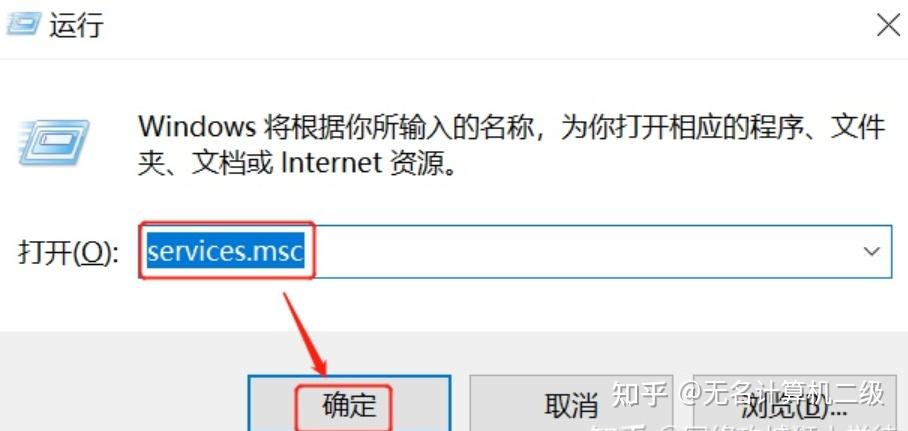 运行
Windows 将根据你所输入的名称，为你打开相应的程序、文件
夹、文档或 Internet 资源。
打开(O):
services.msc
确定
取消
浏览(B)...
知乎 @无名计算机二级